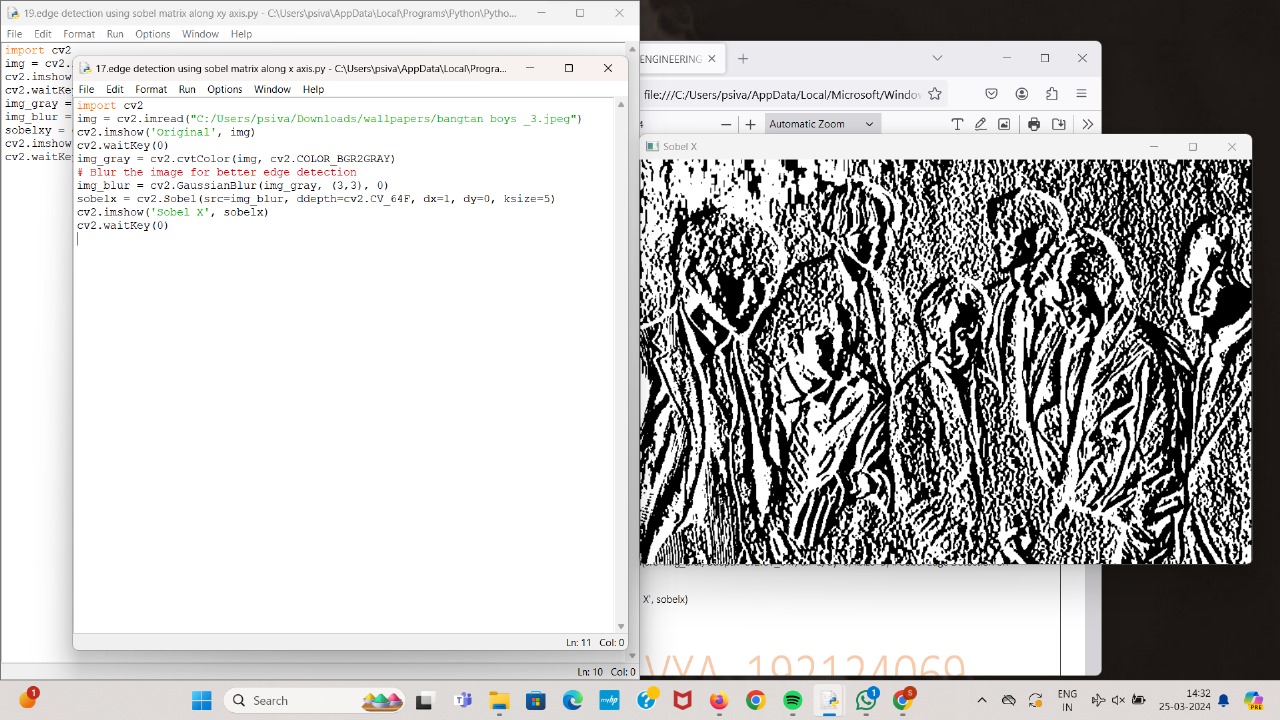 19.edge detection using sobel matrix along xy axis.py - C:\Users\psiva\AppData\Local\Programs\Python\Pytho...
File Edit Format Run Options Window Help
import cv2
img = cv2.
cv2.imshow
cv2.waitKe
img_gray =
img_blur =
sobelxy =
cv2.imshow
cv2.waitKe
Ln: 10 Col: 0
17.edge detection using sobel matrix along x axis.py - C:\Users\psiva\AppData\Local\Progra...
File Edit Format Run Options Window Help
import cv2
img = cv2.imread("C:/Users/psiva/Downloads/wallpapers/bangtan boys _3.jpeg")
cv2.imshow('Original', img)
cv2.waitKey(0)
img_gray = cv2.cvtColor(img, cv2.COLOR_BGR2GRAY)
# Blur the image for better edge detection
img_blur = cv2.GaussianBlur(img_gray, (3,3), 0)
sobelx = cv2.Sobel(src=img_blur, ddepth=cv2.CV_64F, dx=1, dy=0, ksize=5)
cv2.imshow('Sobel X', sobelx)
cv2.waitKey(0)
Ln: 11 Col: 0
ENGINEERING
file:///C:/Users/psiva/AppData/Local/Microsoft/Windov
4
Automatic Zoom
Sobel X
X', sobelx)
VYA 192124069
1
Search
myhp
1
S
ENG
IN
14:32
25-03-2024
PRE